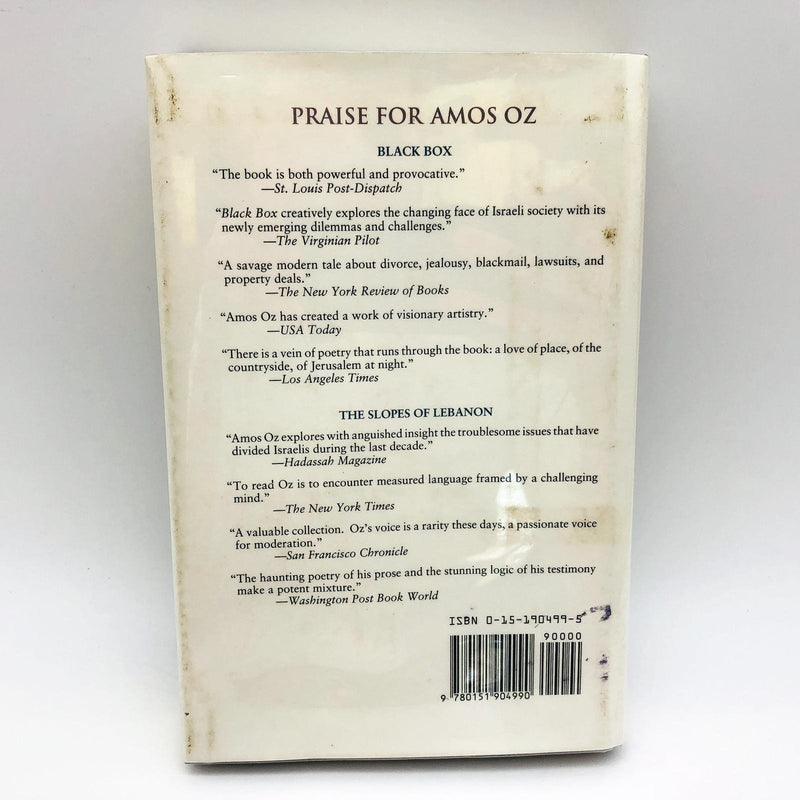 PRAISE FOR AMOS OZ
BLACK BOX
“The book is both powerful and provocative.”
—St. Louis Post-Dispatch
“Black Box creatively explores the changing face of Israeli society with its
newly emerging dilemmas and challenges.”
—The Virginian Pilot
“A savage modern tale about divorce, jealousy, blackmail, lawsuits, and
property deals.”
—The New York Review of Books
“Amos Oz has created a work of visionary artistry.”
—USA Today
“There is a vein of poetry that runs through the book: a love of place, of the
countryside, of Jerusalem at night.”
—Los Angeles Times
THE SLOPES OF LEBANON
“Amos Oz explores with anguished insight the troublesome issues that have
divided Israelis during the last decade.”
—Hadassah Magazine
“To read Oz is to encounter measured language framed by a challenging
mind.”
—The New York Times
“A valuable collection. Oz’s voice is a rarity these days, a passionate voice
for moderation.”
—San Francisco Chronicle
“The haunting poetry of his prose and the stunning logic of his testimony
make a potent mixture.”
—Washington Post Book World
ISBN 0-15-190499-5
90000
9 780151 904990